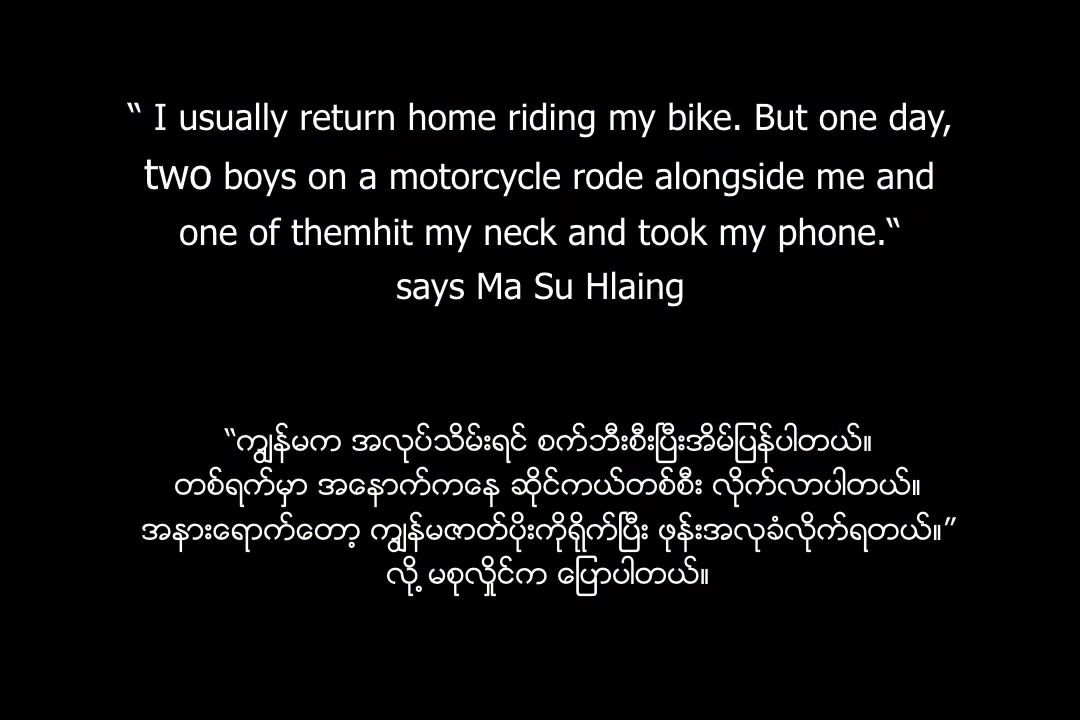 “ I usually return home riding my bike. But one day,
two boys on a motorcycle rode alongside me and
one of themhit my neck and took my phone.“
says Ma Su Hlaing
“ကျွန်မက အလုပ်သိမ်းရင် စက်ဘီးစီးပြီးအိမ်ပြန်ပါတယ်။
တစ်ရက်မှာ အနောက်ကနေ ဆိုင်ကယ်တစ်စီး လိုက်လာပါတယ်။
အနားရောက်တော့ ကျွန်မဇာတ်ပိုးကိုရိုက်ပြီး ဖုန်းအလုခံလိုက်ရတယ်။”
လို့ မစုလှိုင်က ပြောပါတယ်။